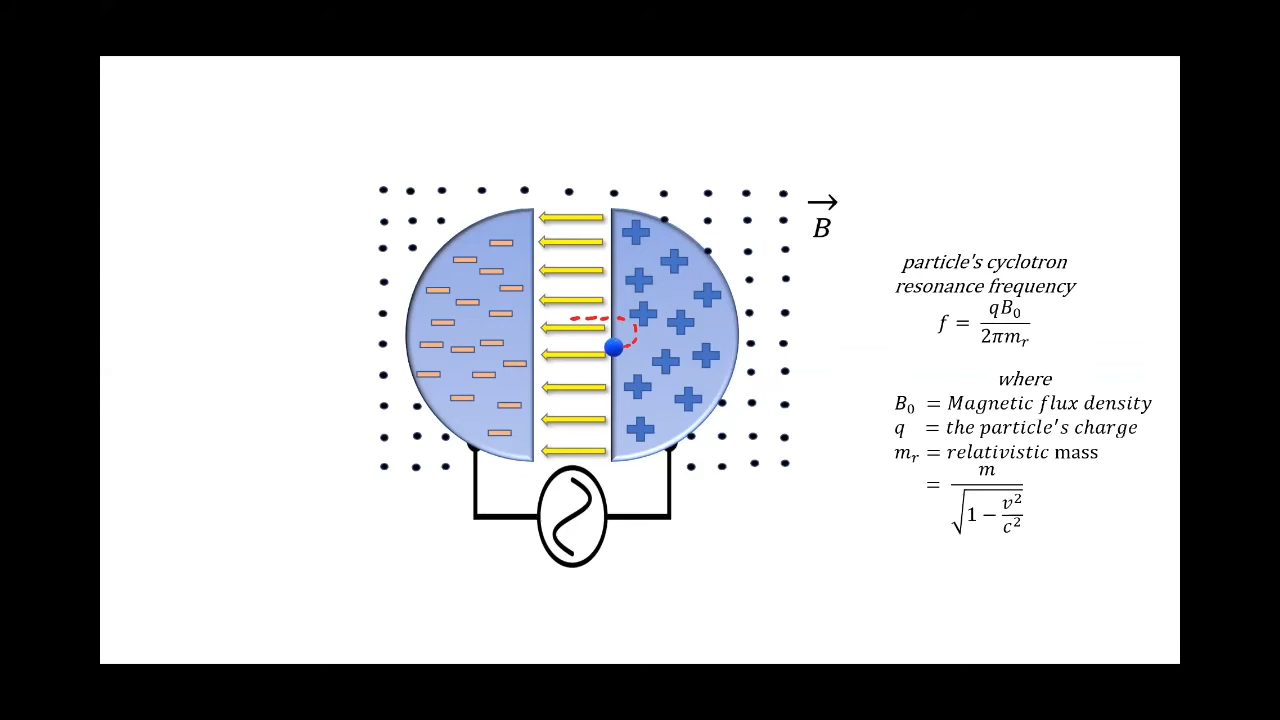 B⃗
particle's cyclotron
resonance frequency
f = qB₀ / 2πmᵣ
where
B₀ = Magnetic flux density
q = the particle's charge
mᵣ = relativistic mass
= m / √(1 − v²/c²)